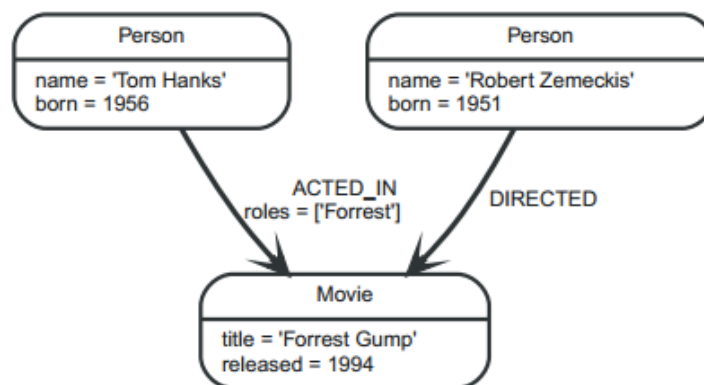 Person
name = 'Tom Hanks'
born = 1956
Person
name = 'Robert Zemeckis'
born = 1951
ACTED_IN
roles = ['Forrest']
DIRECTED
Movie
title = 'Forrest Gump'
released = 1994